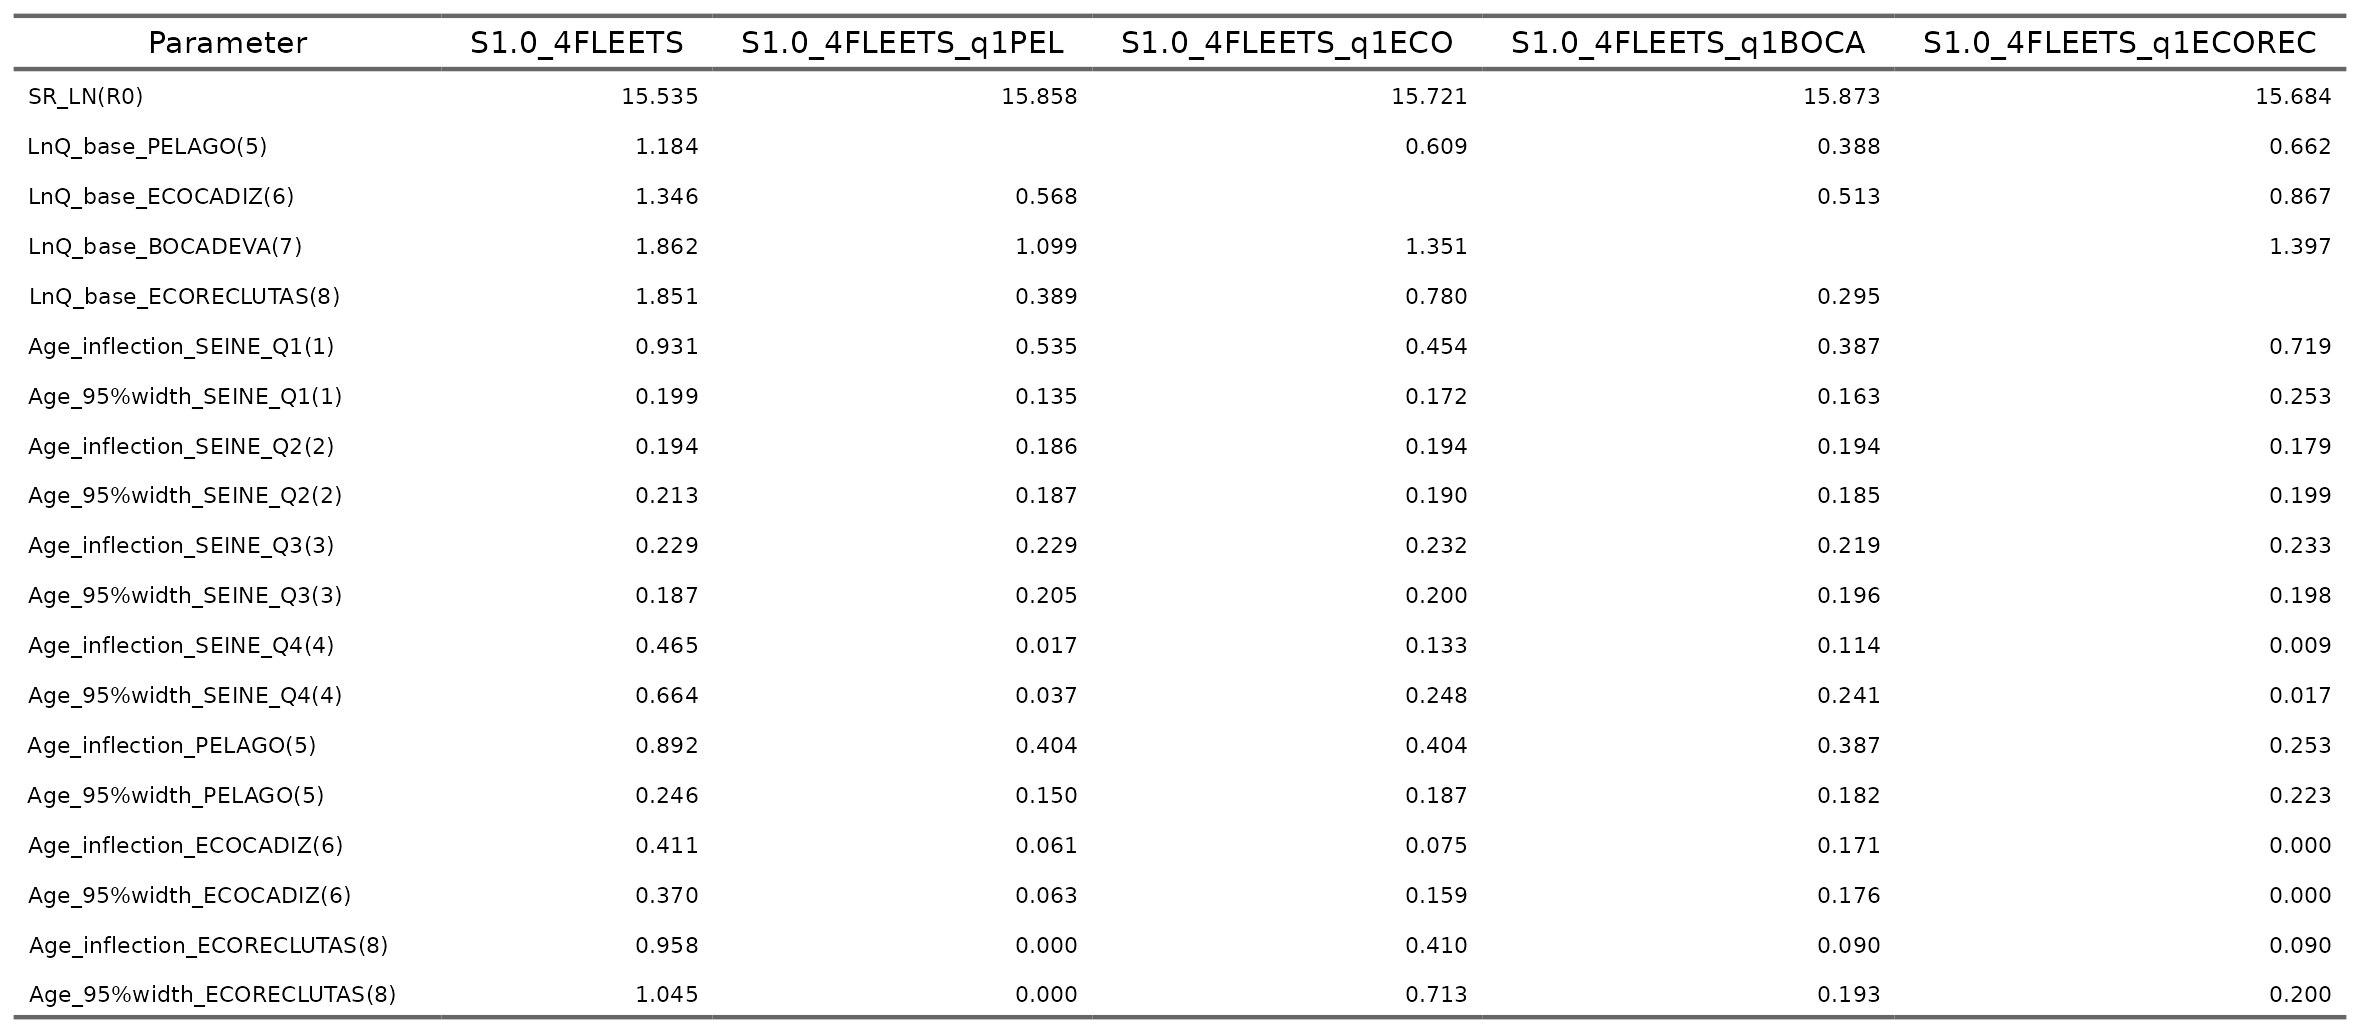 Parameter S1.0_4FLEETS S1.0_4FLEETS_q1PEL S1.0_4FLEETS_q1ECO S1.0_4FLEETS_q1BOCA S1.0_4FLEETS_q1ECOREC
SR_LN(R0) 15.535 15.858 15.721 15.873 15.684
LnQ_base_PELAGO(5) 1.184 0.609 0.388 0.662
LnQ_base_ECOCADIZ(6) 1.346 0.568 0.513 0.867
LnQ_base_BOCADEVA(7) 1.862 1.099 1.351 1.397
LnQ_base_ECORECLUTAS(8) 1.851 0.389 0.780 0.295
Age_inflection_SEINE_Q1(1) 0.931 0.535 0.454 0.387 0.719
Age_95%width_SEINE_Q1(1) 0.199 0.135 0.172 0.163 0.253
Age_inflection_SEINE_Q2(2) 0.194 0.186 0.194 0.194 0.179
Age_95%width_SEINE_Q2(2) 0.213 0.187 0.190 0.185 0.199
Age_inflection_SEINE_Q3(3) 0.229 0.229 0.232 0.219 0.233
Age_95%width_SEINE_Q3(3) 0.187 0.205 0.200 0.196 0.198
Age_inflection_SEINE_Q4(4) 0.465 0.017 0.133 0.114 0.009
Age_95%width_SEINE_Q4(4) 0.664 0.037 0.248 0.241 0.017
Age_inflection_PELAGO(5) 0.892 0.404 0.404 0.387 0.253
Age_95%width_PELAGO(5) 0.246 0.150 0.187 0.182 0.223
Age_inflection_ECOCADIZ(6) 0.411 0.061 0.075 0.171 0.000
Age_95%width_ECOCADIZ(6) 0.370 0.063 0.159 0.176 0.000
Age_inflection_ECORECLUTAS(8) 0.958 0.000 0.410 0.090 0.090
Age_95%width_ECORECLUTAS(8) 1.045 0.000 0.713 0.193 0.200